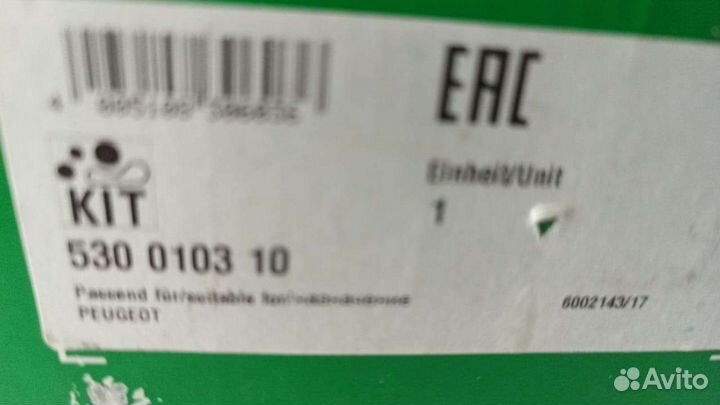 EAC
KIT
Einheit/Unit
1
530 0103 10
Passend für/suitable for/
PEUGEOT
6002143/17
Avito